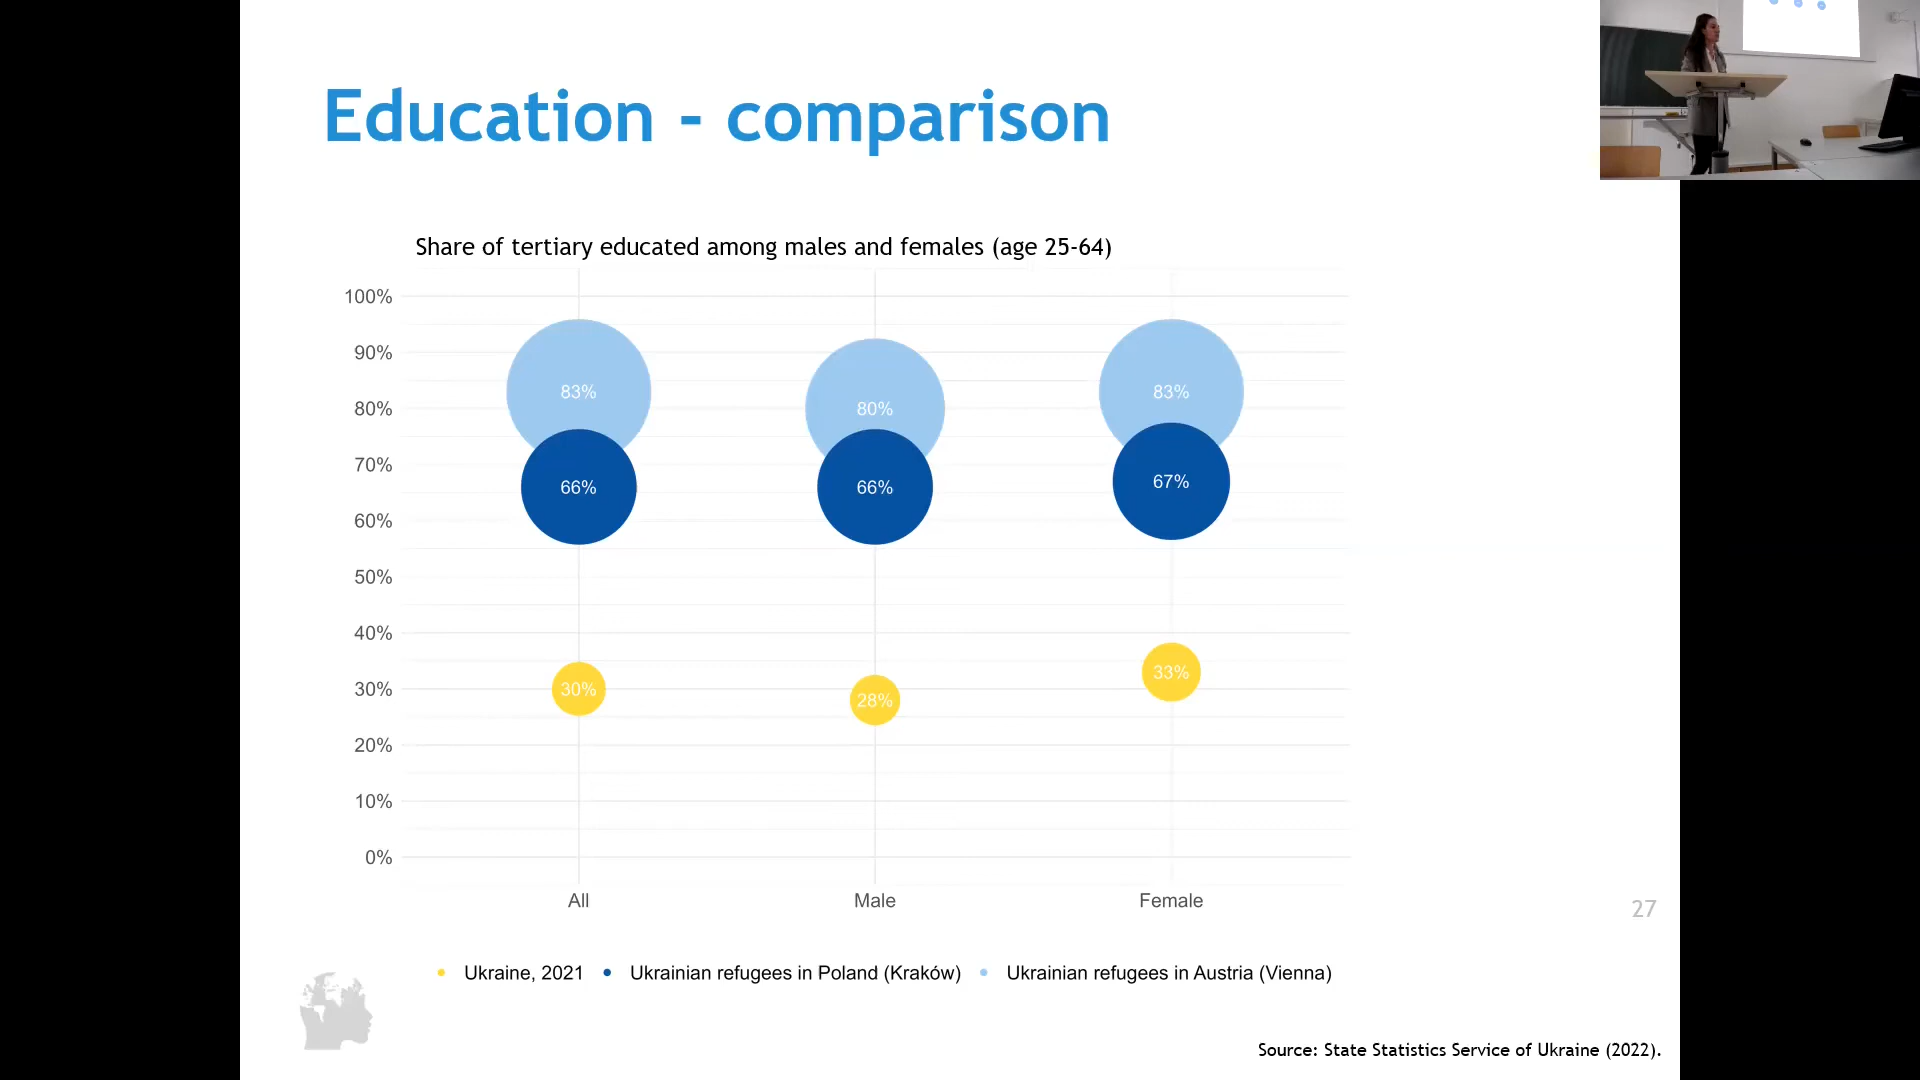 Education - comparison
Share of tertiary educated among males and females (age 25-64)
100%
90%
80%
70%
60%
50%
40%
30%
20%
10%
0%
83%
80%
83%
66%
66%
67%
30%
28%
33%
All
Male
Female
27
Ukraine, 2021
Ukrainian refugees in Poland (Kraków)
Ukrainian refugees in Austria (Vienna)
Source: State Statistics Service of Ukraine (2022).